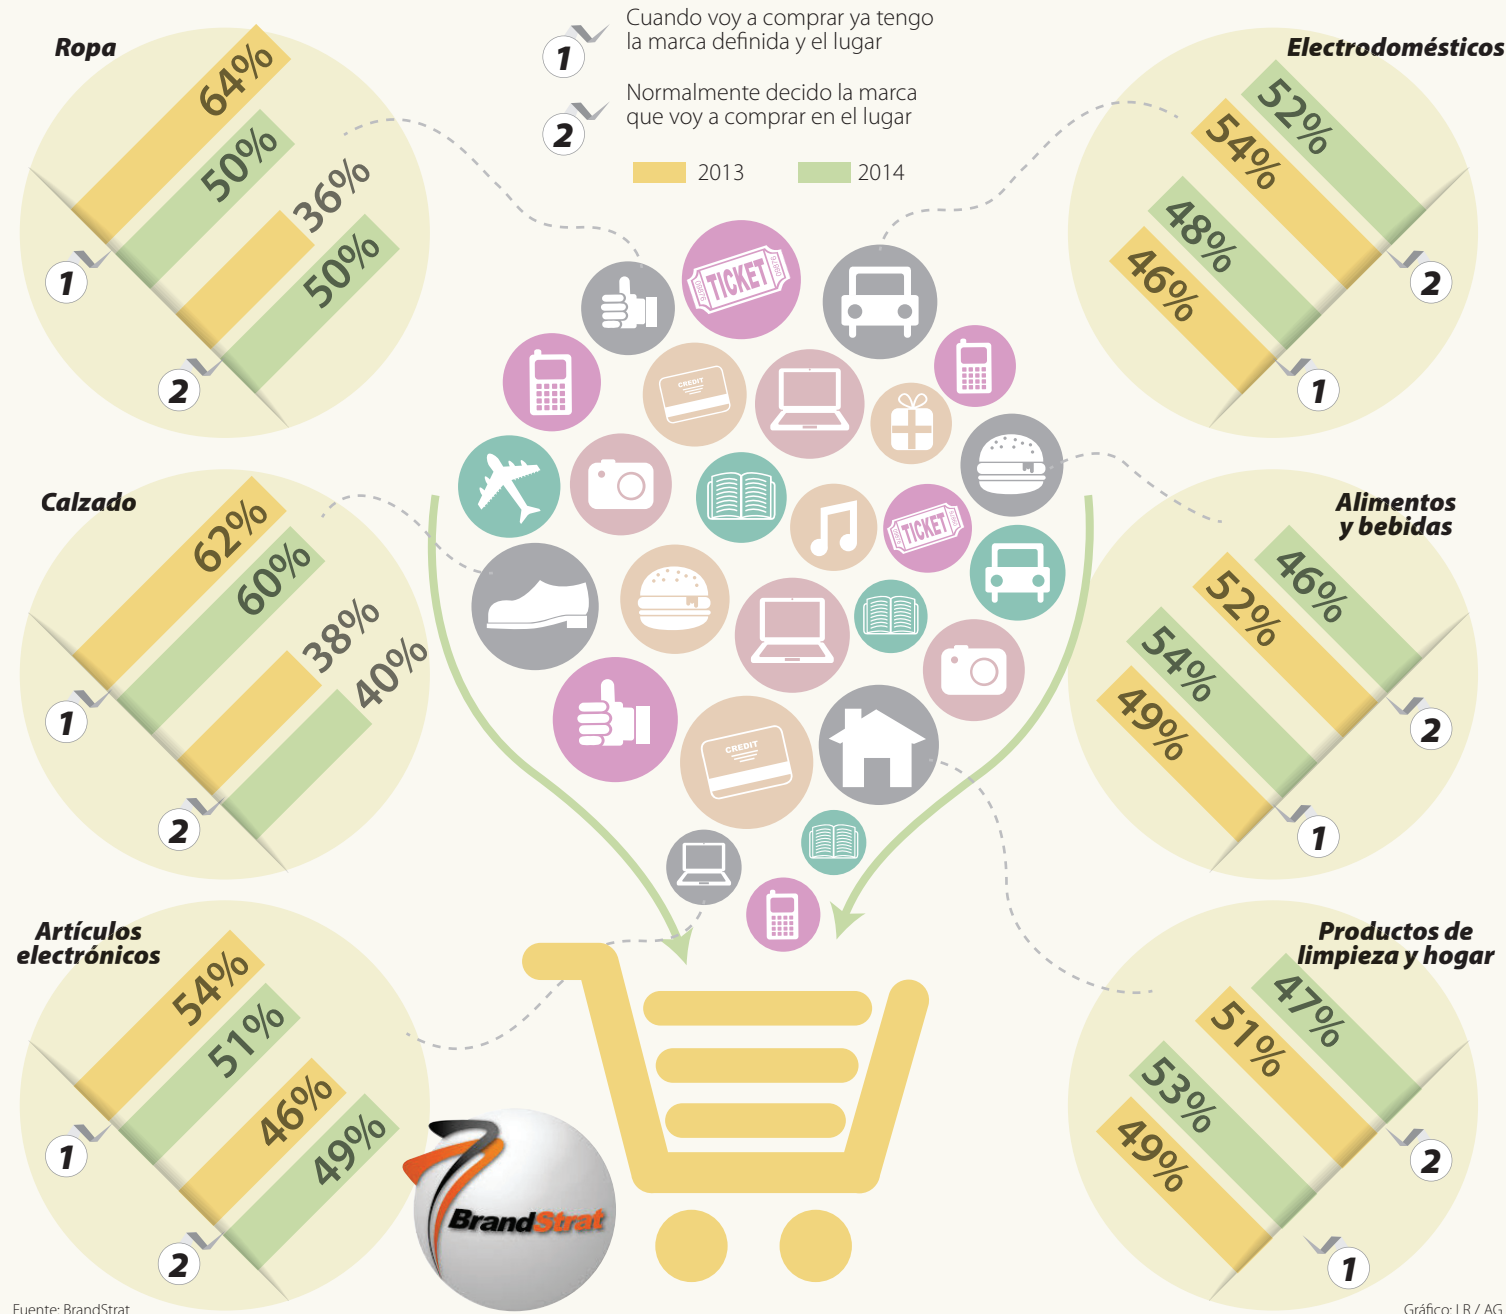 Cuando voy a comprar ya tengo
la marca definida y el lugar
1
Normalmente decido la marca
que voy a comprar en el lugar
2
2013
2014
Ropa
64%
50%
36%
50%
1
2
Electrodomésticos
52%
54%
48%
46%
2
1
Calzado
62%
60%
38%
40%
1
2
Alimentos
y bebidas
46%
52%
54%
49%
2
1
Artículos
electrónicos
54%
51%
46%
49%
1
2
Productos de
limpieza y hogar
47%
51%
53%
49%
2
1
TICKET
CREDIT
TICKET
CREDIT
BrandStrat
Fuente: BrandStrat
Gráfico: LR / AG